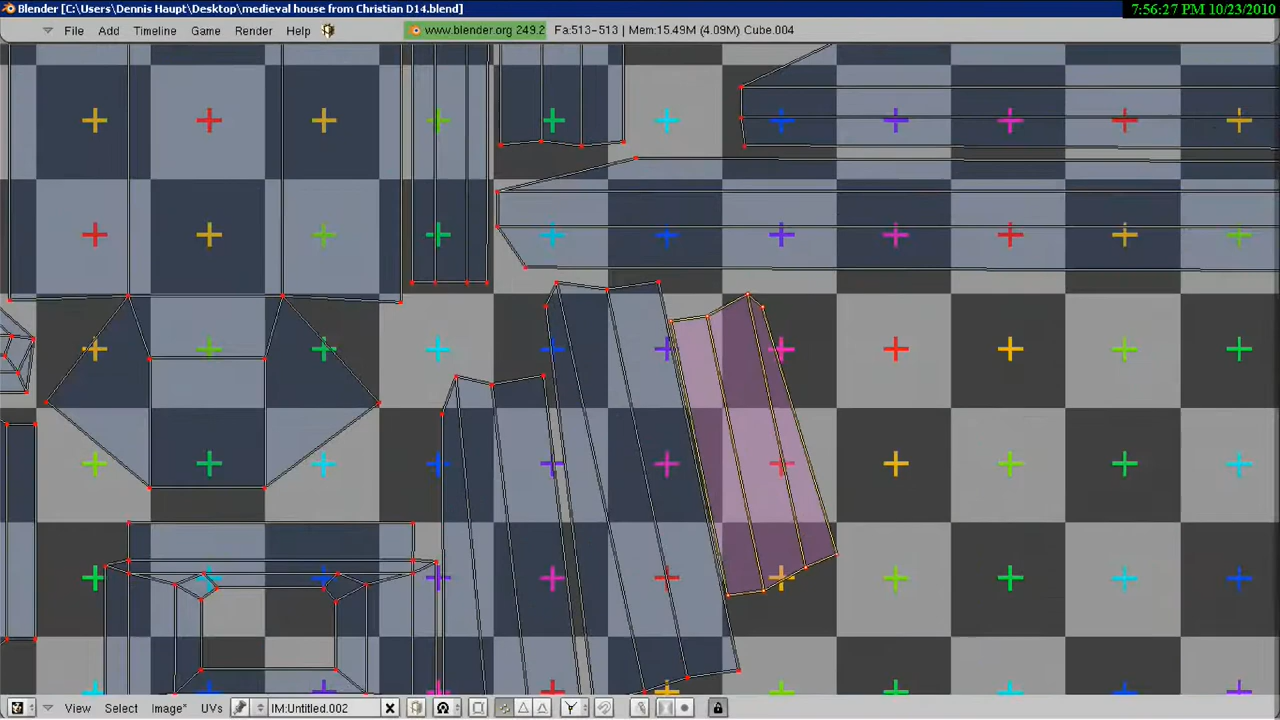 Blender [C:\Users\Dennis Haupt\Desktop\medieval house from Christian D14.blend]
7:56:27 PM 10/23/2010
File Add Timeline Game Render Help
www.blender.org 249.2
Fa:513-513 | Mem:15.49M (4.09M) Cube.004
View Select Image* UVs
IM:Untitled.002